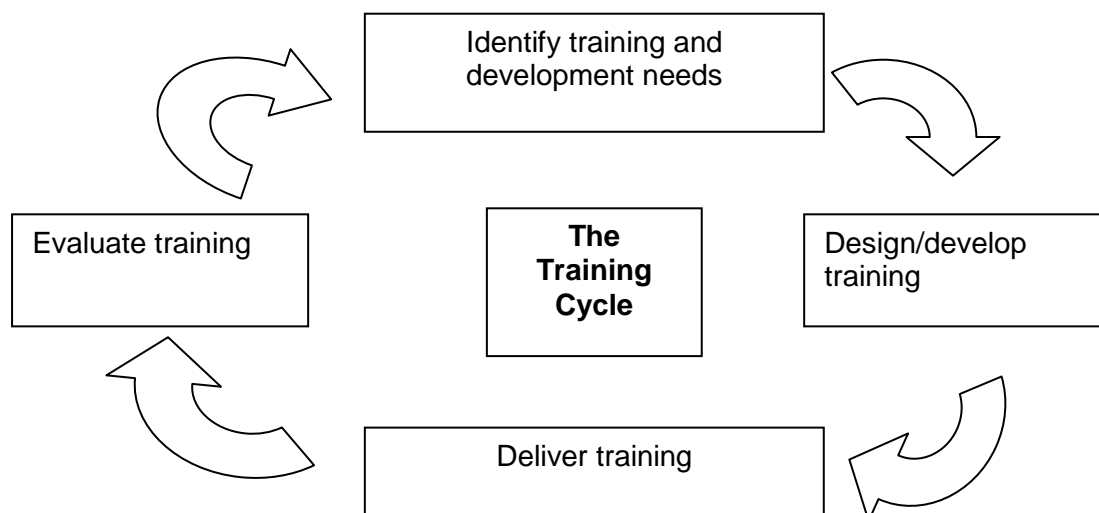 Identify training and
development needs
Evaluate training
The
Training
Cycle
Design/develop
training
Deliver training